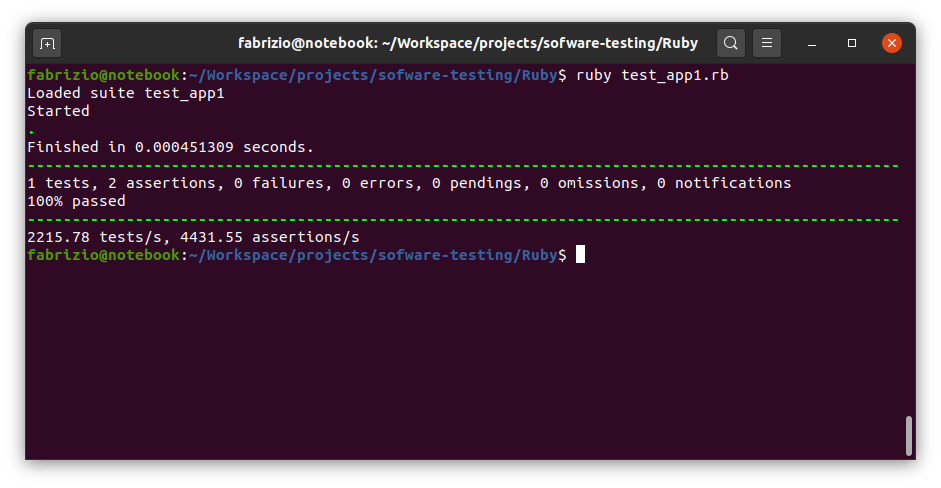 fabrizio@notebook: ~/Workspace/projects/sofware-testing/Ruby
fabrizio@notebook:~/Workspace/projects/sofware-testing/Ruby$ ruby test_app1.rb
Loaded suite test_app1
Started
.
Finished in 0.000451309 seconds.
-------------------------------------------------------------------------------------------------
1 tests, 2 assertions, 0 failures, 0 errors, 0 pendings, 0 omissions, 0 notifications
100% passed
-------------------------------------------------------------------------------------------------
2215.78 tests/s, 4431.55 assertions/s
fabrizio@notebook:~/Workspace/projects/sofware-testing/Ruby$